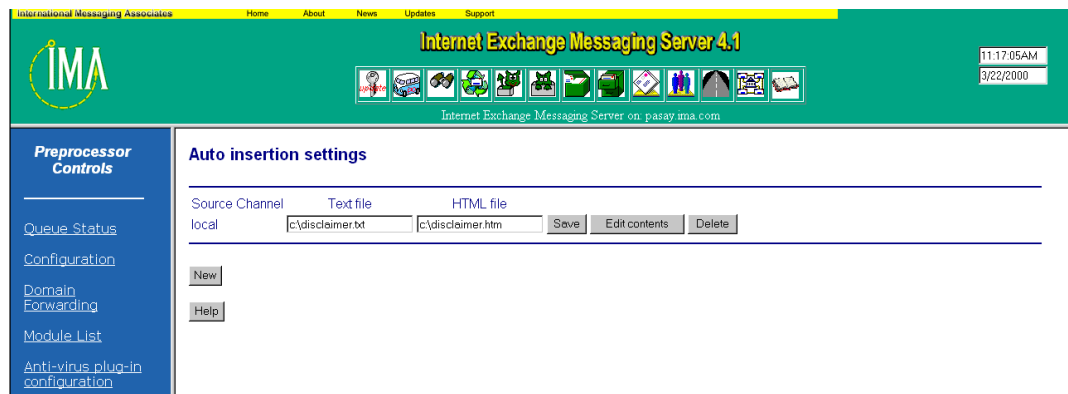 International Messaging Associates Home About News Updates Support
IMA
Internet Exchange Messaging Server 4.1
11:17:05AM
3/22/2000
update
Internet Exchange Messaging Server on: pasay.ima.com
Preprocessor
Controls
Queue Status
Configuration
Domain
Forwarding
Module List
Anti-virus plug-in
configuration
Auto insertion settings
Source Channel Text file HTML file
local c:\disclaimer.txt c:\disclaimer.htm Save Edit contents Delete
New
Help